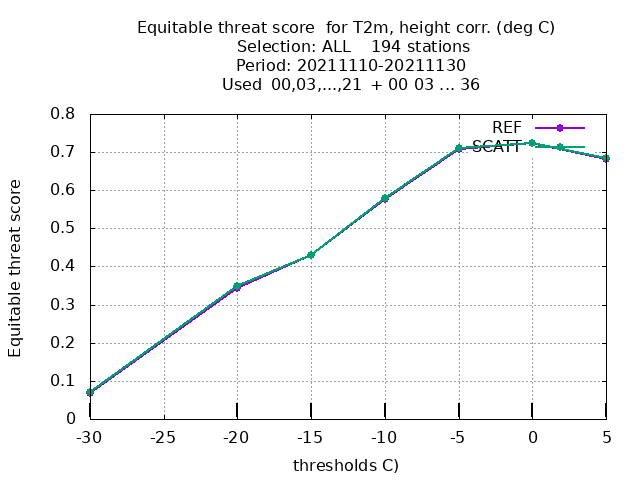 Equitable threat score  for T2m, height corr. (deg C)
Selection: ALL    194 stations
Period: 20211110-20211130
Used  00,03,...,21  + 00 03 ... 36
0.8
0.7
0.6
0.5
0.4
0.3
0.2
0.1
0
Equitable threat score
REF
SCATT
-30 -25 -20 -15 -10 -5 0 5
thresholds C)